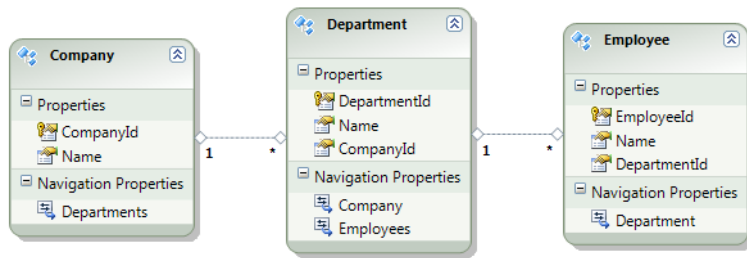 Company
Properties
CompanyId
Name
Navigation Properties
Departments
1
*
Department
Properties
DepartmentId
Name
CompanyId
Navigation Properties
Company
Employees
1
*
Employee
Properties
EmployeeId
Name
DepartmentId
Navigation Properties
Department